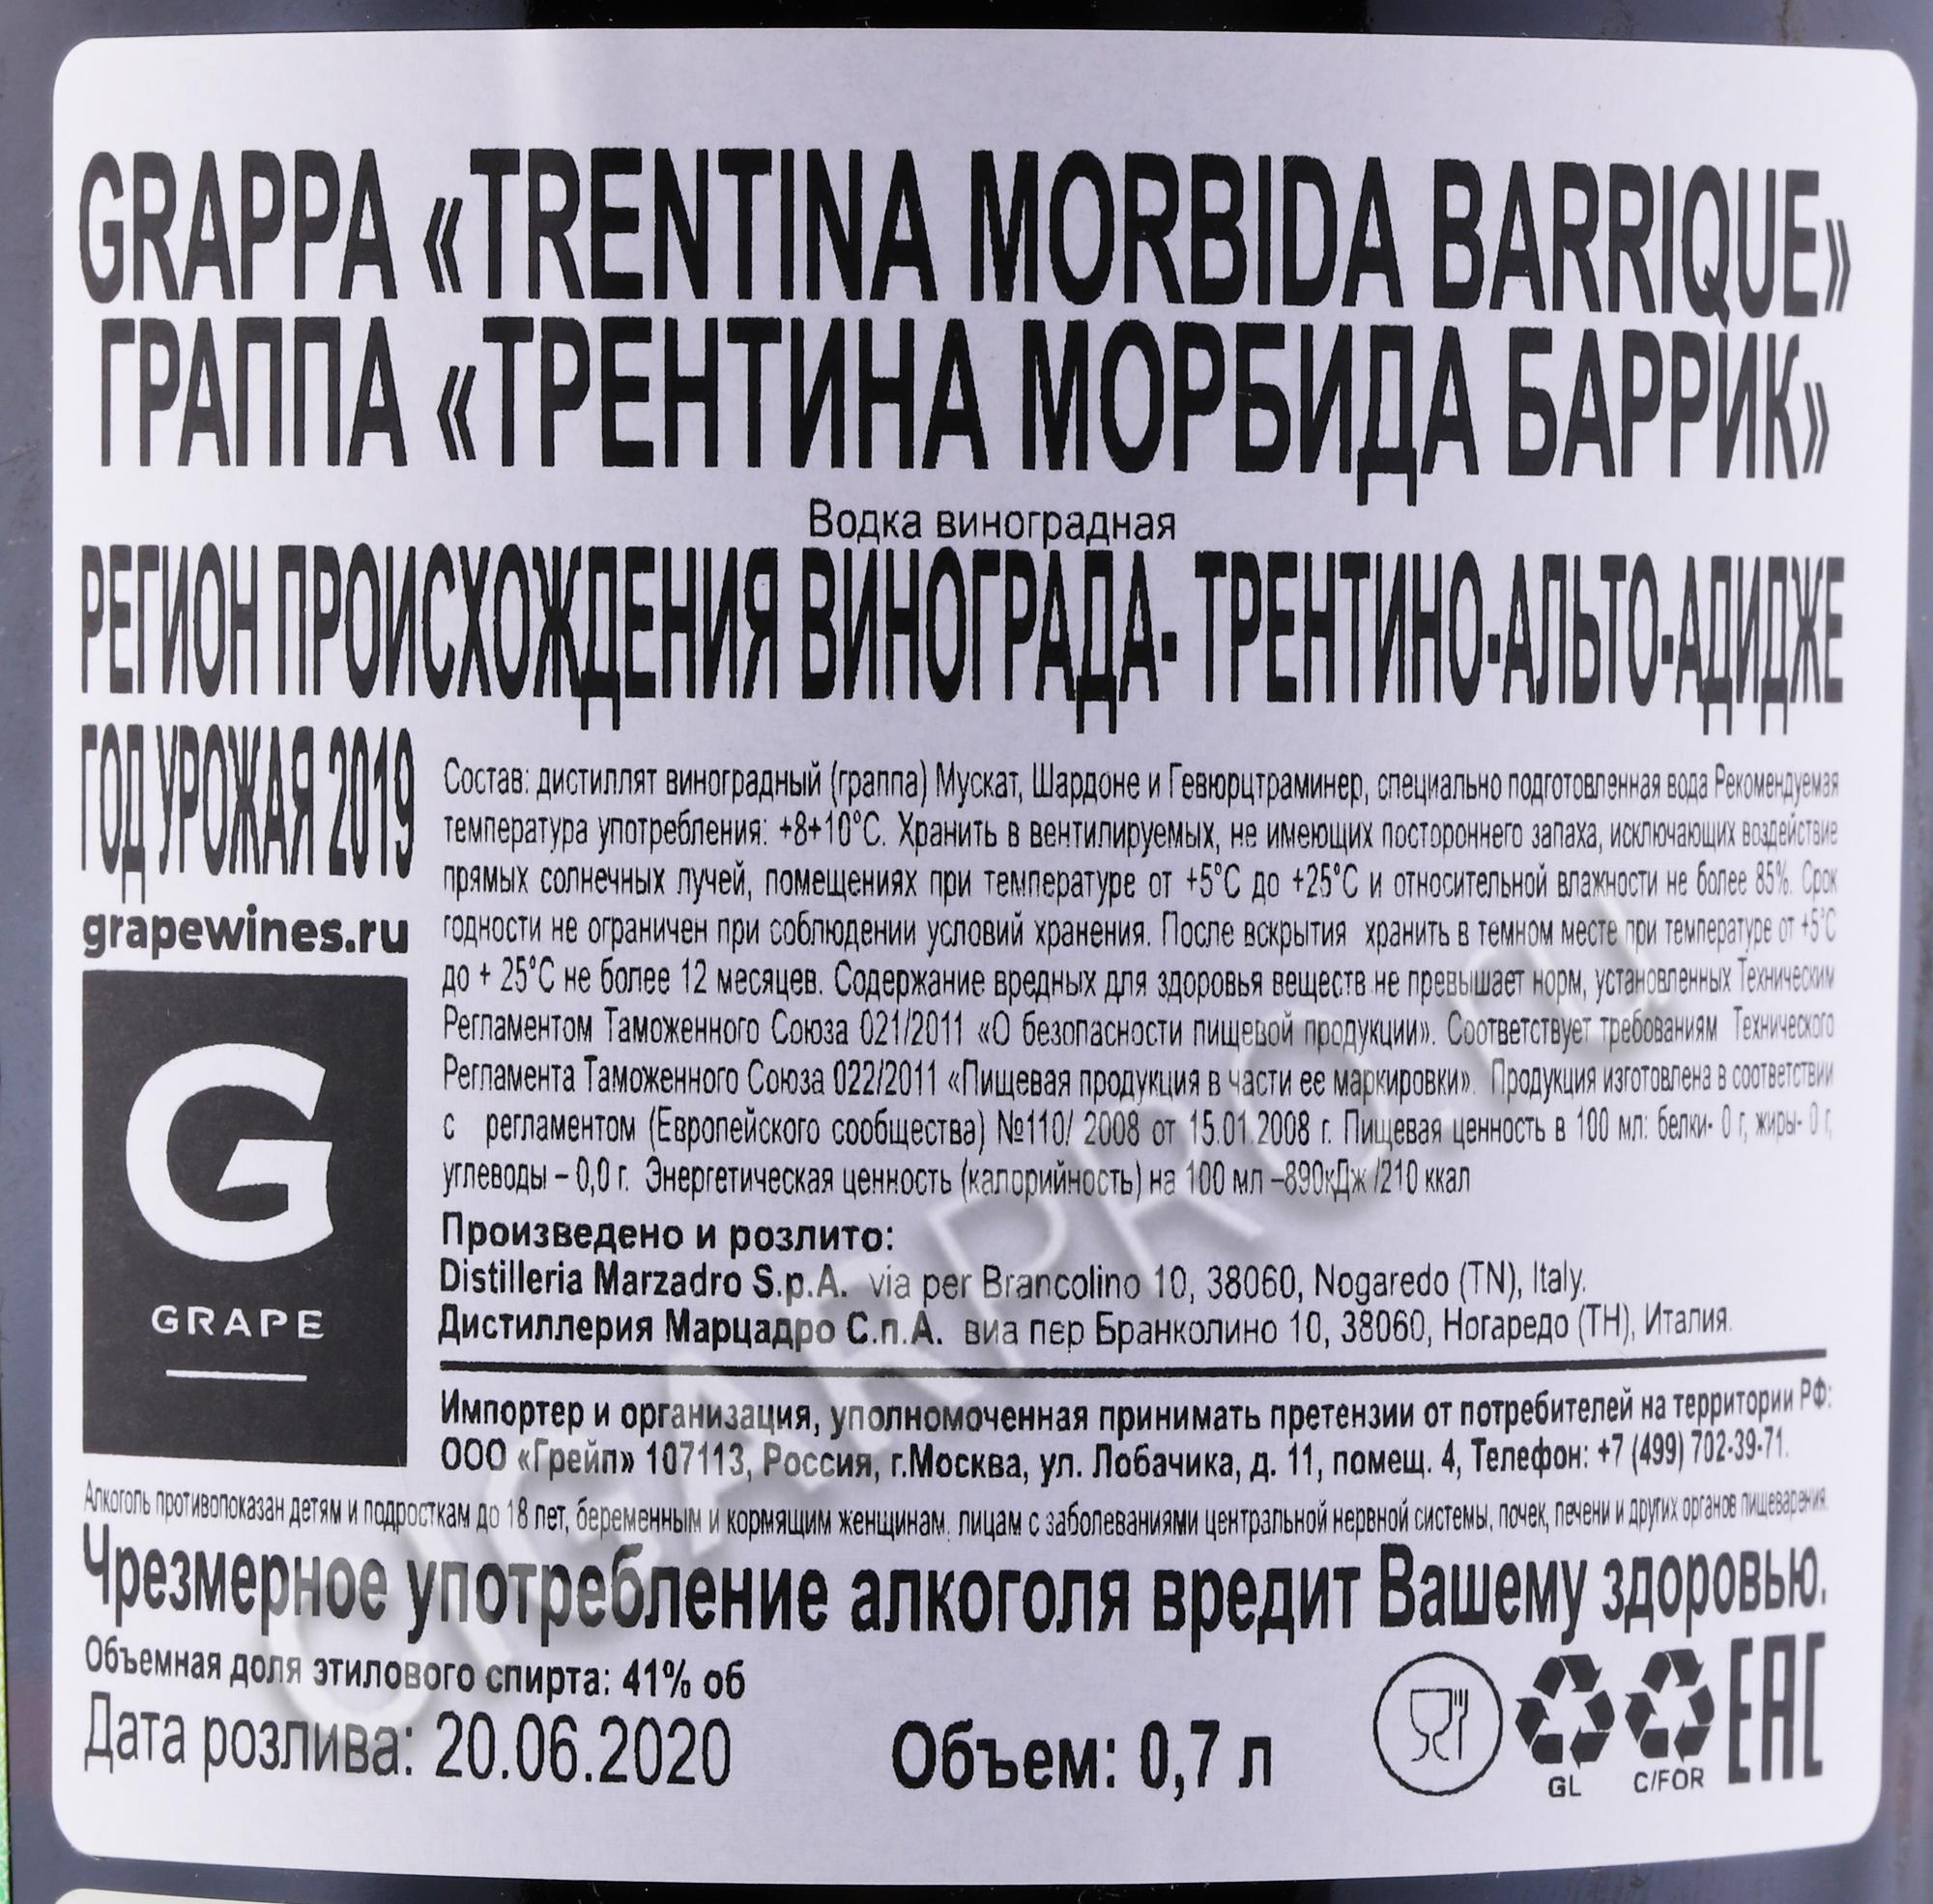 GRAPPA «TRENTINA MORBIDA BARRIQUE»
ГРАППА «ТРЕНТИНА МОРБИДА БАРРИК»
Водка виноградная
РЕГИОН ПРОИСХОЖДЕНИЯ ВИНОГРАДА- ТРЕНТИНО-АЛЬТО-АДИДЖЕ
ГОД УРОЖАЯ 2019
grapewines.ru
G
GRAPE
Состав: дистиллят виноградный (граппа) Мускат, Шардоне и Гевюрцтраминер, специально подготовленная вода Рекомендуемая
температура употребления: +8+10°С. Хранить в вентилируемых, не имеющих постороннего запаха, исключающих воздействие
прямых солнечных лучей, помещениях при температуре от +5°С до +25°С и относительной влажности не более 85%. Срок
годности не ограничен при соблюдении условий хранения. После вскрытия хранить в темном месте при температуре от +5°С
до + 25°С не более 12 месяцев. Содержание вредных для здоровья веществ не превышает норм, установленных Техническим
Регламентом Таможенного Союза 021/2011 «О безопасности пищевой продукции». Соответствует требованиям Технического
Регламента Таможенного Союза 022/2011 «Пищевая продукция в части ее маркировки». Продукция изготовлена в соответствии
с регламентом (Европейского сообщества) №110/ 2008 от 15.01.2008 г. Пищевая ценность в 100 мл: белки- 0 г, жиры- 0 г,
углеводы – 0,0 г. Энергетическая ценность (калорийность) на 100 мл –890кДж /210 ккал
Произведено и розлито:
Distilleria Marzadro S.p.A. via per Brancolino 10, 38060, Nogaredo (TN), Italy.
Дистиллерия Марцадро С.п.А. виа пер Бранколино 10, 38060, Ногаредо (ТН), Италия.
Импортер и организация, уполномоченная принимать претензии от потребителей на территории РФ:
ООО «Грейп» 107113, Россия, г.Москва, ул. Лобачика, д. 11, помещ. 4, Телефон: +7 (499) 702-39-71.
Алкоголь противопоказан детям и подросткам до 18 лет, беременным и кормящим женщинам, лицам с заболеваниями центральной нервной системы, почек, печени и других органов пищеварения.
Чрезмерное употребление алкоголя вредит Вашему здоровью.
Объемная доля этилового спирта: 41% об
Дата розлива: 20.06.2020
Объем: 0,7 л
GL
C/FOR
EAC
CIGARPRO.ru